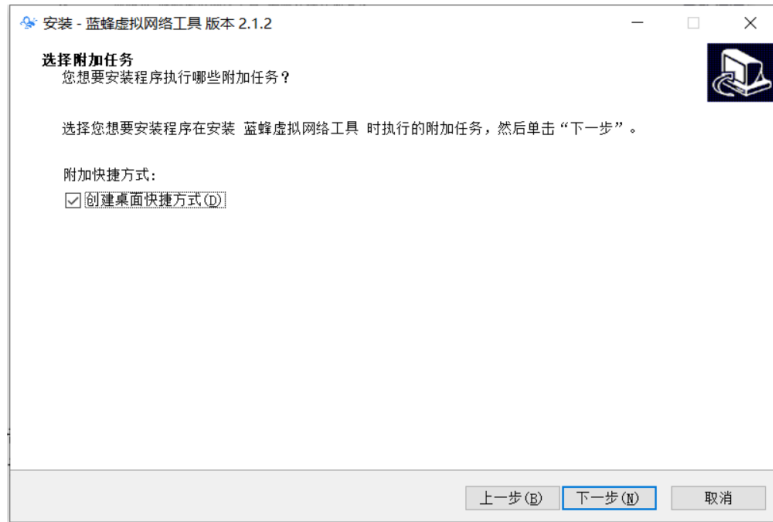 安装 - 蓝蜂虚拟网络工具 版本 2.1.2
选择附加任务
您想要安装程序执行哪些附加任务？
选择您想要安装程序在安装 蓝蜂虚拟网络工具 时执行的附加任务，然后单击“下一步”。
附加快捷方式:
创建桌面快捷方式(D)
上一步(B) 下一步(N) 取消